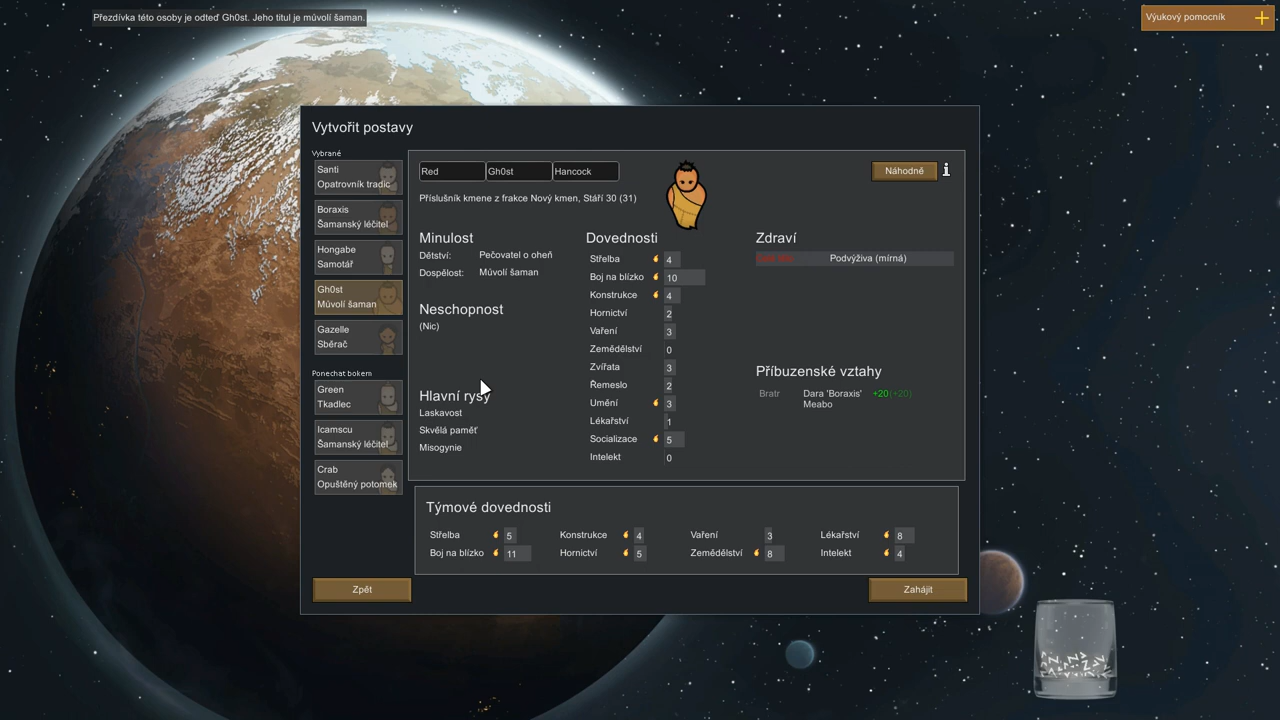 Přezdívka této osoby je odteď Gh0st. Jeho titul je múvolí šaman.
Výukový pomocník
Vytvořit postavy
Vybrané
Santi
Opatrovník tradic
Boraxis
Šamanský léčitel
Hongabe
Samotář
Gh0st
Múvolí šaman
Gazelle
Sběrač
Ponechat bokem
Green
Tkadlec
Icamscu
Šamanský léčitel
Crab
Opuštěný potomek
Red Gh0st Hancock
Náhodně
Příslušník kmene z frakce Nový kmen, Stáří 30 (31)
Minulost
Dětství: Pečovatel o oheň
Dospělost: Múvolí šaman
Neschopnost
(Nic)
Hlavní rysy
Laskavost
Skvělá paměť
Misogynie
Dovednosti
Střelba 4
Boj na blízko 10
Konstrukce 4
Hornictví 2
Vaření 3
Zemědělství 0
Zvířata 3
Řemeslo 2
Umění 3
Lékařství 1
Socializace 5
Intelekt 0
Zdraví
Podvýživa (mírná)
Příbuzenské vztahy
Bratr Dara 'Boraxis' Meabo +20(+20)
Týmové dovednosti
Střelba 5 Konstrukce 4 Vaření 3 Lékařství 8
Boj na blízko 11 Hornictví 5 Zemědělství 8 Intelekt 4
Zpět
Zahájit